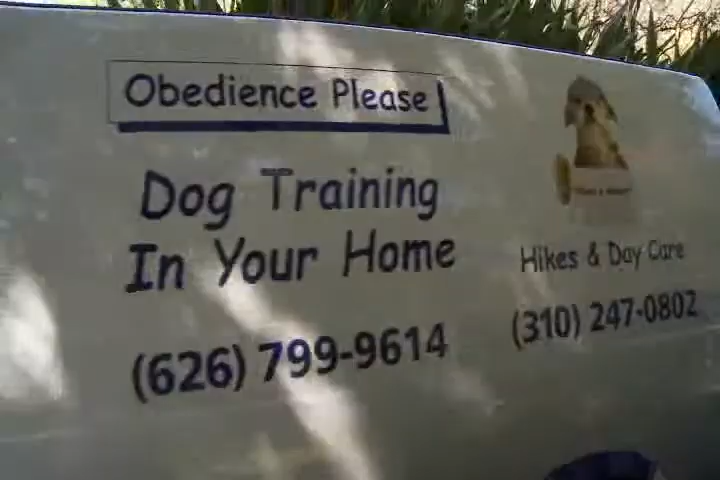 Obedience Please
Dog Training
In Your Home
(626) 799-9614
Hikes & Day Care
(310) 247-0802